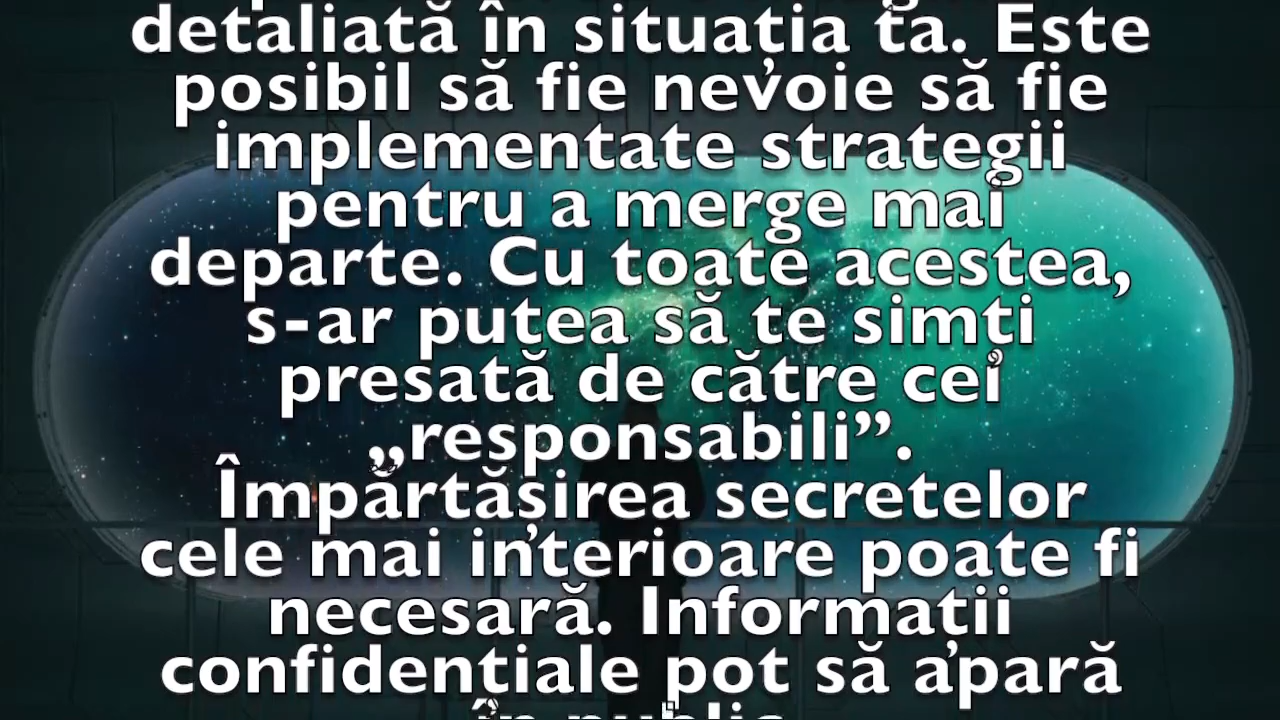 detaliată în situația ta. Este
posibil să fie nevoie să fie
implementate strategii
pentru a merge mai
departe. Cu toate acestea,
s-ar putea să te simți
presată de către cei
„responsabili”.
Împărtășirea secretelor
cele mai interioare poate fi
necesară. Informații
confidențiale pot să apară
în public